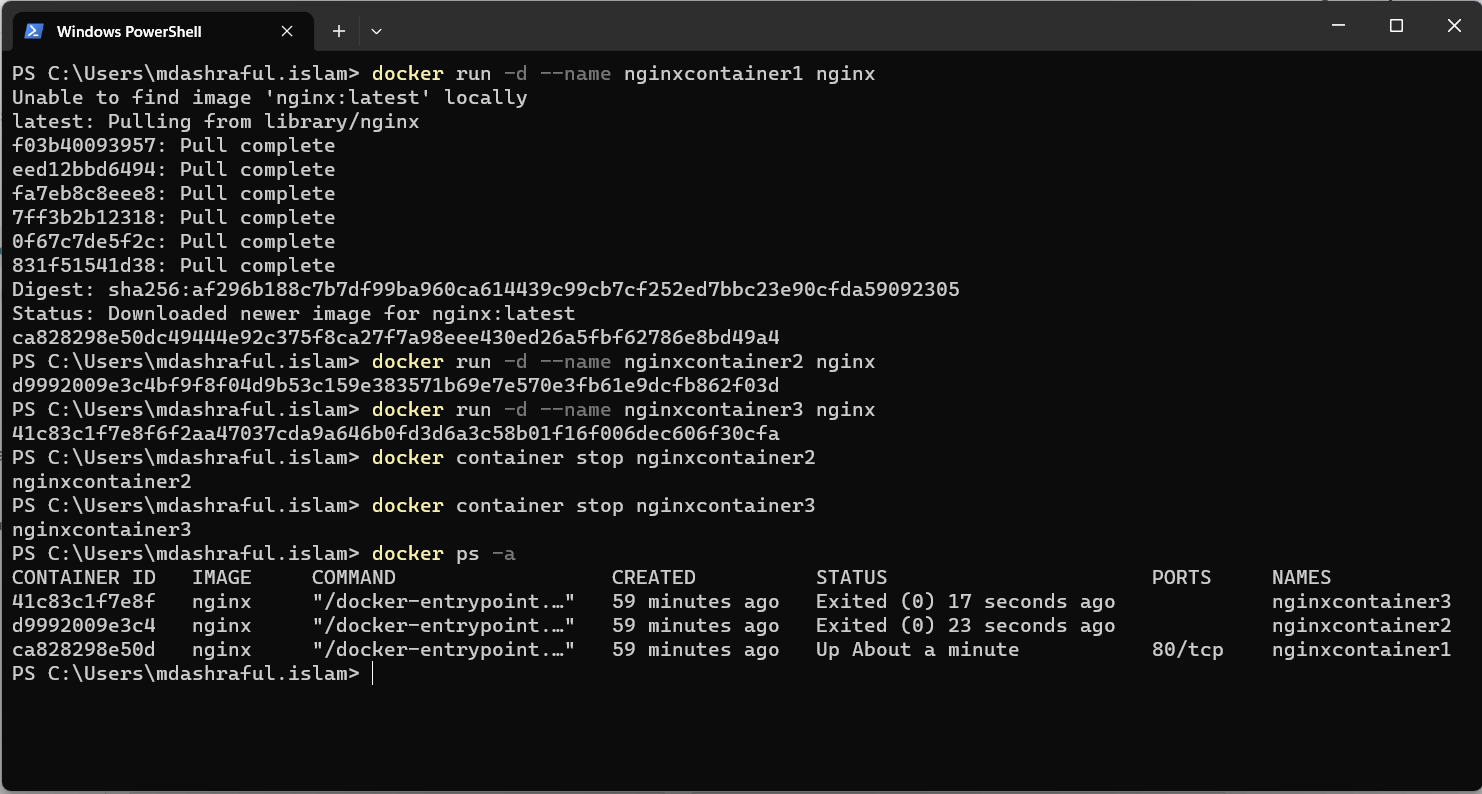 Windows PowerShell
PS C:\Users\mdashraful.islam> docker run -d --name nginxcontainer1 nginx
Unable to find image 'nginx:latest' locally
latest: Pulling from library/nginx
f03b40093957: Pull complete
eed12bbd6494: Pull complete
fa7eb8c8eee8: Pull complete
7ff3b2b12318: Pull complete
0f67c7de5f2c: Pull complete
831f51541d38: Pull complete
Digest: sha256:af296b188c7b7df99ba960ca614439c99cb7cf252ed7bbc23e90cfda59092305
Status: Downloaded newer image for nginx:latest
ca828298e50dc49444e92c375f8ca27f7a98eee430ed26a5fbf62786e8bd49a4
PS C:\Users\mdashraful.islam> docker run -d --name nginxcontainer2 nginx
d9992009e3c4bf9f8f04d9b53c159e383571b69e7e570e3fb61e9dcfb862f03d
PS C:\Users\mdashraful.islam> docker run -d --name nginxcontainer3 nginx
41c83c1f7e8f6f2aa47037cda9a646b0fd3d6a3c58b01f16f006dec606f30cfa
PS C:\Users\mdashraful.islam> docker container stop nginxcontainer2
nginxcontainer2
PS C:\Users\mdashraful.islam> docker container stop nginxcontainer3
nginxcontainer3
PS C:\Users\mdashraful.islam> docker ps -a
CONTAINER ID   IMAGE     COMMAND                  CREATED          STATUS                      PORTS     NAMES
41c83c1f7e8f   nginx     "/docker-entrypoint.…"   59 minutes ago   Exited (0) 17 seconds ago             nginxcontainer3
d9992009e3c4   nginx     "/docker-entrypoint.…"   59 minutes ago   Exited (0) 23 seconds ago             nginxcontainer2
ca828298e50d   nginx     "/docker-entrypoint.…"   59 minutes ago   Up About a minute           80/tcp    nginxcontainer1
PS C:\Users\mdashraful.islam>